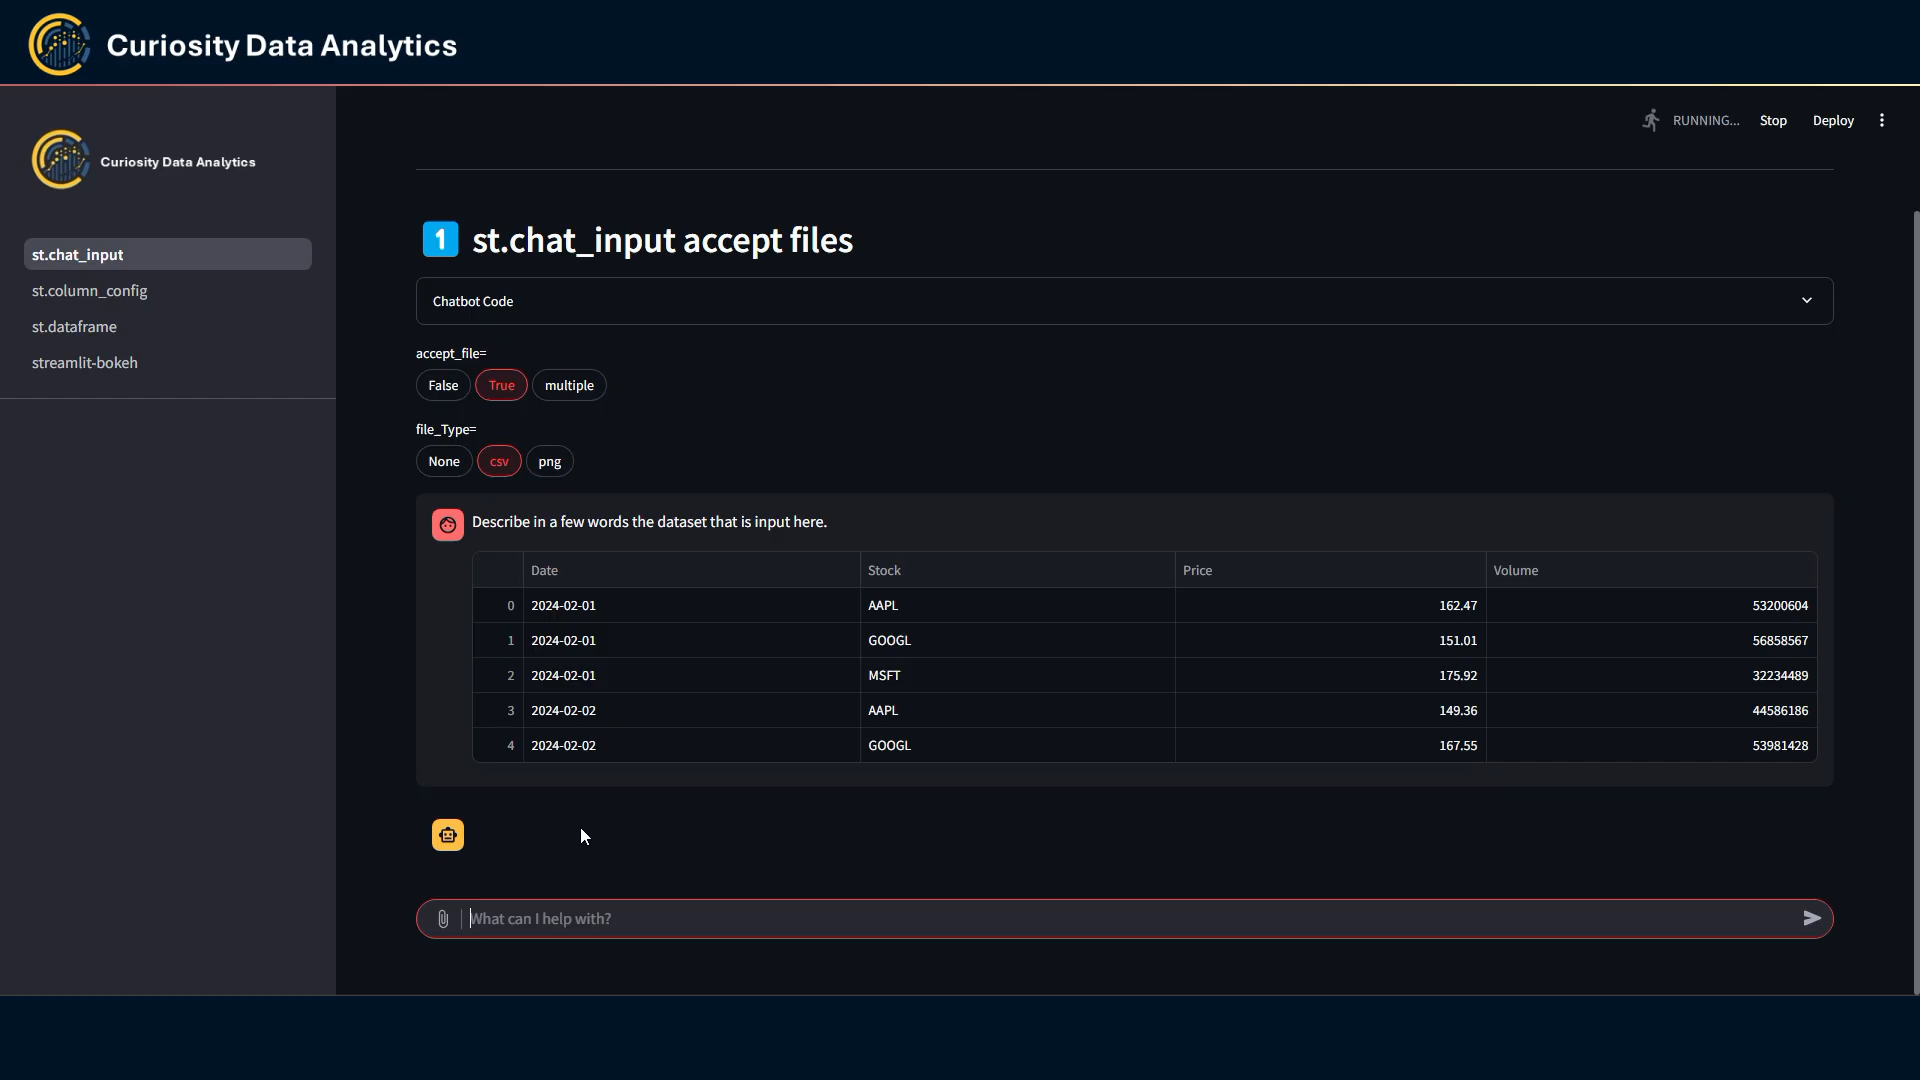 Curiosity Data Analytics
RUNNING... Stop Deploy
Curiosity Data Analytics
st.chat_input
st.column_config
st.dataframe
streamlit-bokeh
1 st.chat_input accept files
Chatbot Code
accept_file=
False True multiple
file_Type=
None csv png
Describe in a few words the dataset that is input here.
Date Stock Price Volume
0 2024-02-01 AAPL 162.47 53200604
1 2024-02-01 GOOGL 151.01 56858567
2 2024-02-01 MSFT 175.92 32234489
3 2024-02-02 AAPL 149.36 44586186
4 2024-02-02 GOOGL 167.55 53981428
What can I help with?